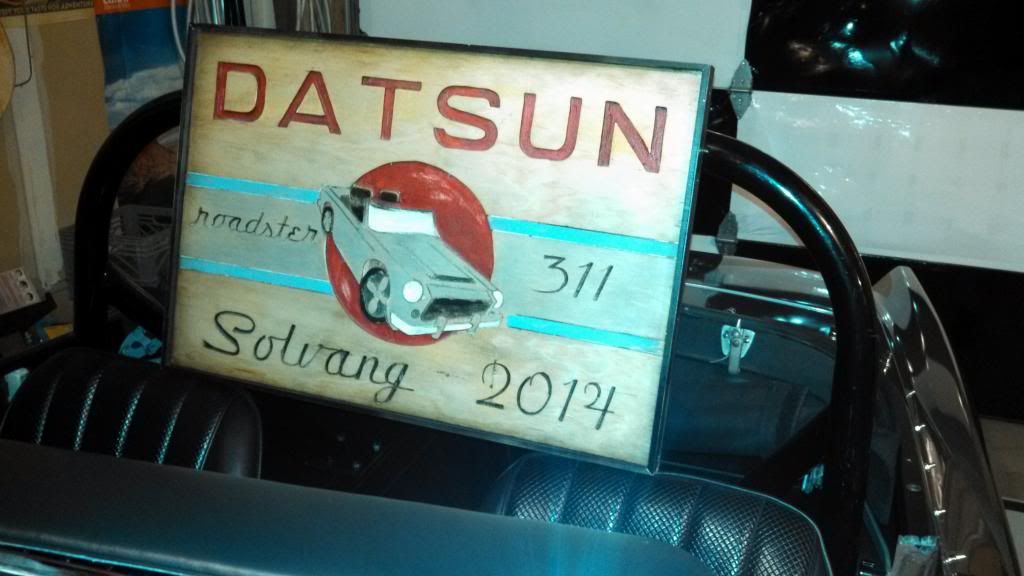 DATSUN
roadster 311
Solvang - 2014